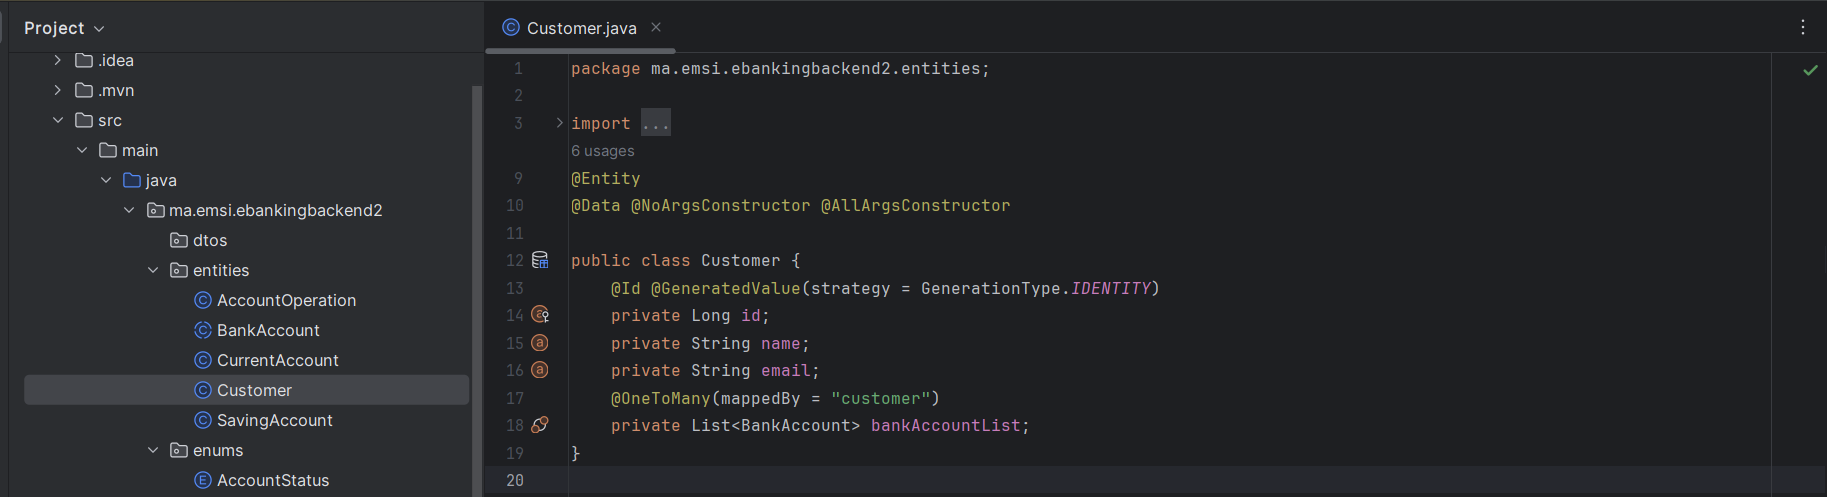 Project
.idea
.mvn
src
main
java
ma.emsi.ebankingbackend2
dtos
entities
AccountOperation
BankAccount
CurrentAccount
Customer
SavingAccount
enums
AccountStatus
Customer.java
1 package ma.emsi.ebankingbackend2.entities;
2
3 import ...
6 usages
9 @Entity
10 @Data @NoArgsConstructor @AllArgsConstructor
11
12 public class Customer {
13 @Id @GeneratedValue(strategy = GenerationType.IDENTITY)
14 private Long id;
15 private String name;
16 private String email;
17 @OneToMany(mappedBy = "customer")
18 private List<BankAccount> bankAccountList;
19 }
20